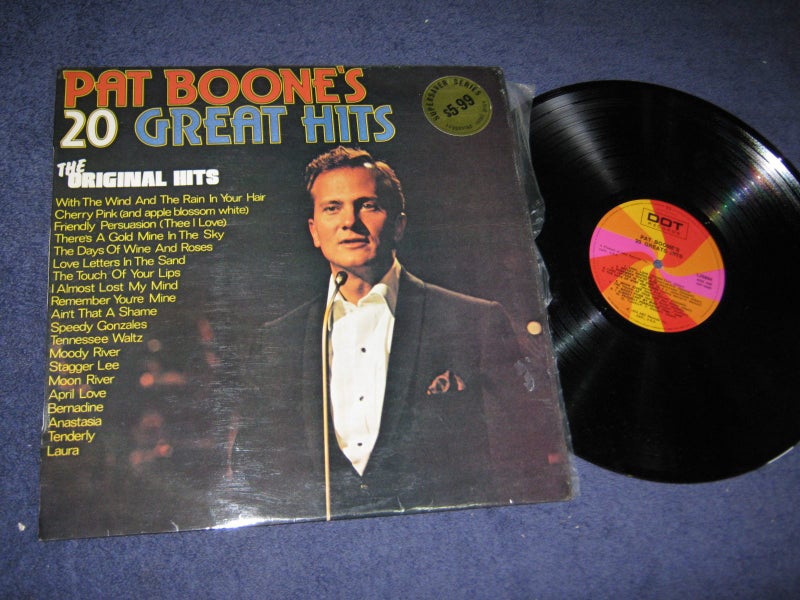 PAT BOONE'S
20 GREAT HITS
THE ORIGINAL HITS
With The Wind And The Rain In Your Hair
Cherry Pink (and apple blossom white)
Friendly Persuasion (Thee I Love)
There's A Gold Mine In The Sky
The Days Of Wine And Roses
Love Letters In The Sand
The Touch Of Your Lips
I Almost Lost My Mind
Remember You're Mine
Ain't That A Shame
Speedy Gonzales
Tennessee Waltz
Moody River
Stagger Lee
Moon River
April Love
Bernadine
Anastasia
Tenderly
Laura
SUPERSAVER SERIES
$5.99
DOT
RECORDS
PAT BOONE'S
20 GREATS HITS